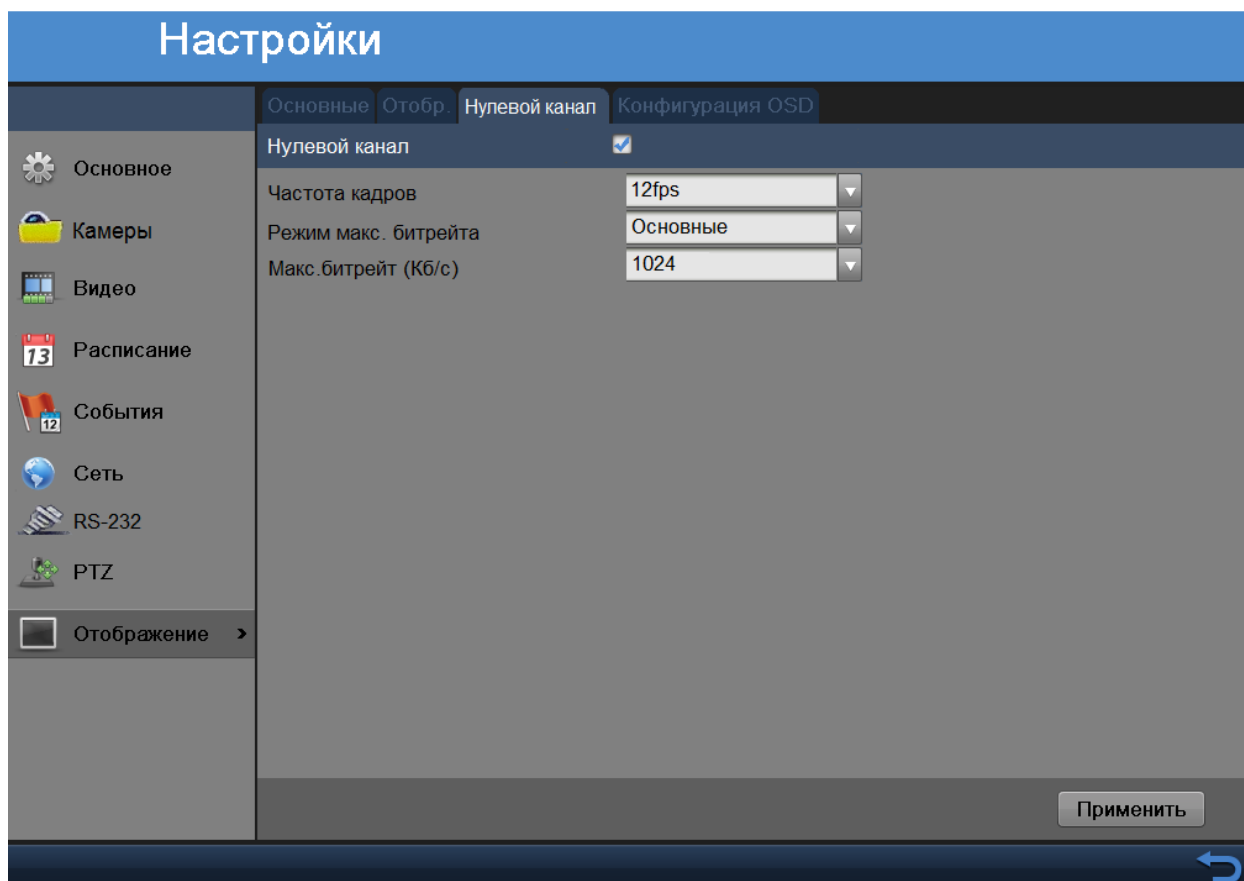 Настройки
Основные Отобр. Нулевой канал Конфигурация OSD
Нулевой канал
Основное
Частота кадров 12fps
Камеры
Режим макс. битрейта Основные
Макс.битрейт (Кб/с) 1024
Видео
13 Расписание
12 События
Сеть
RS-232
PTZ
Отображение >
Применить